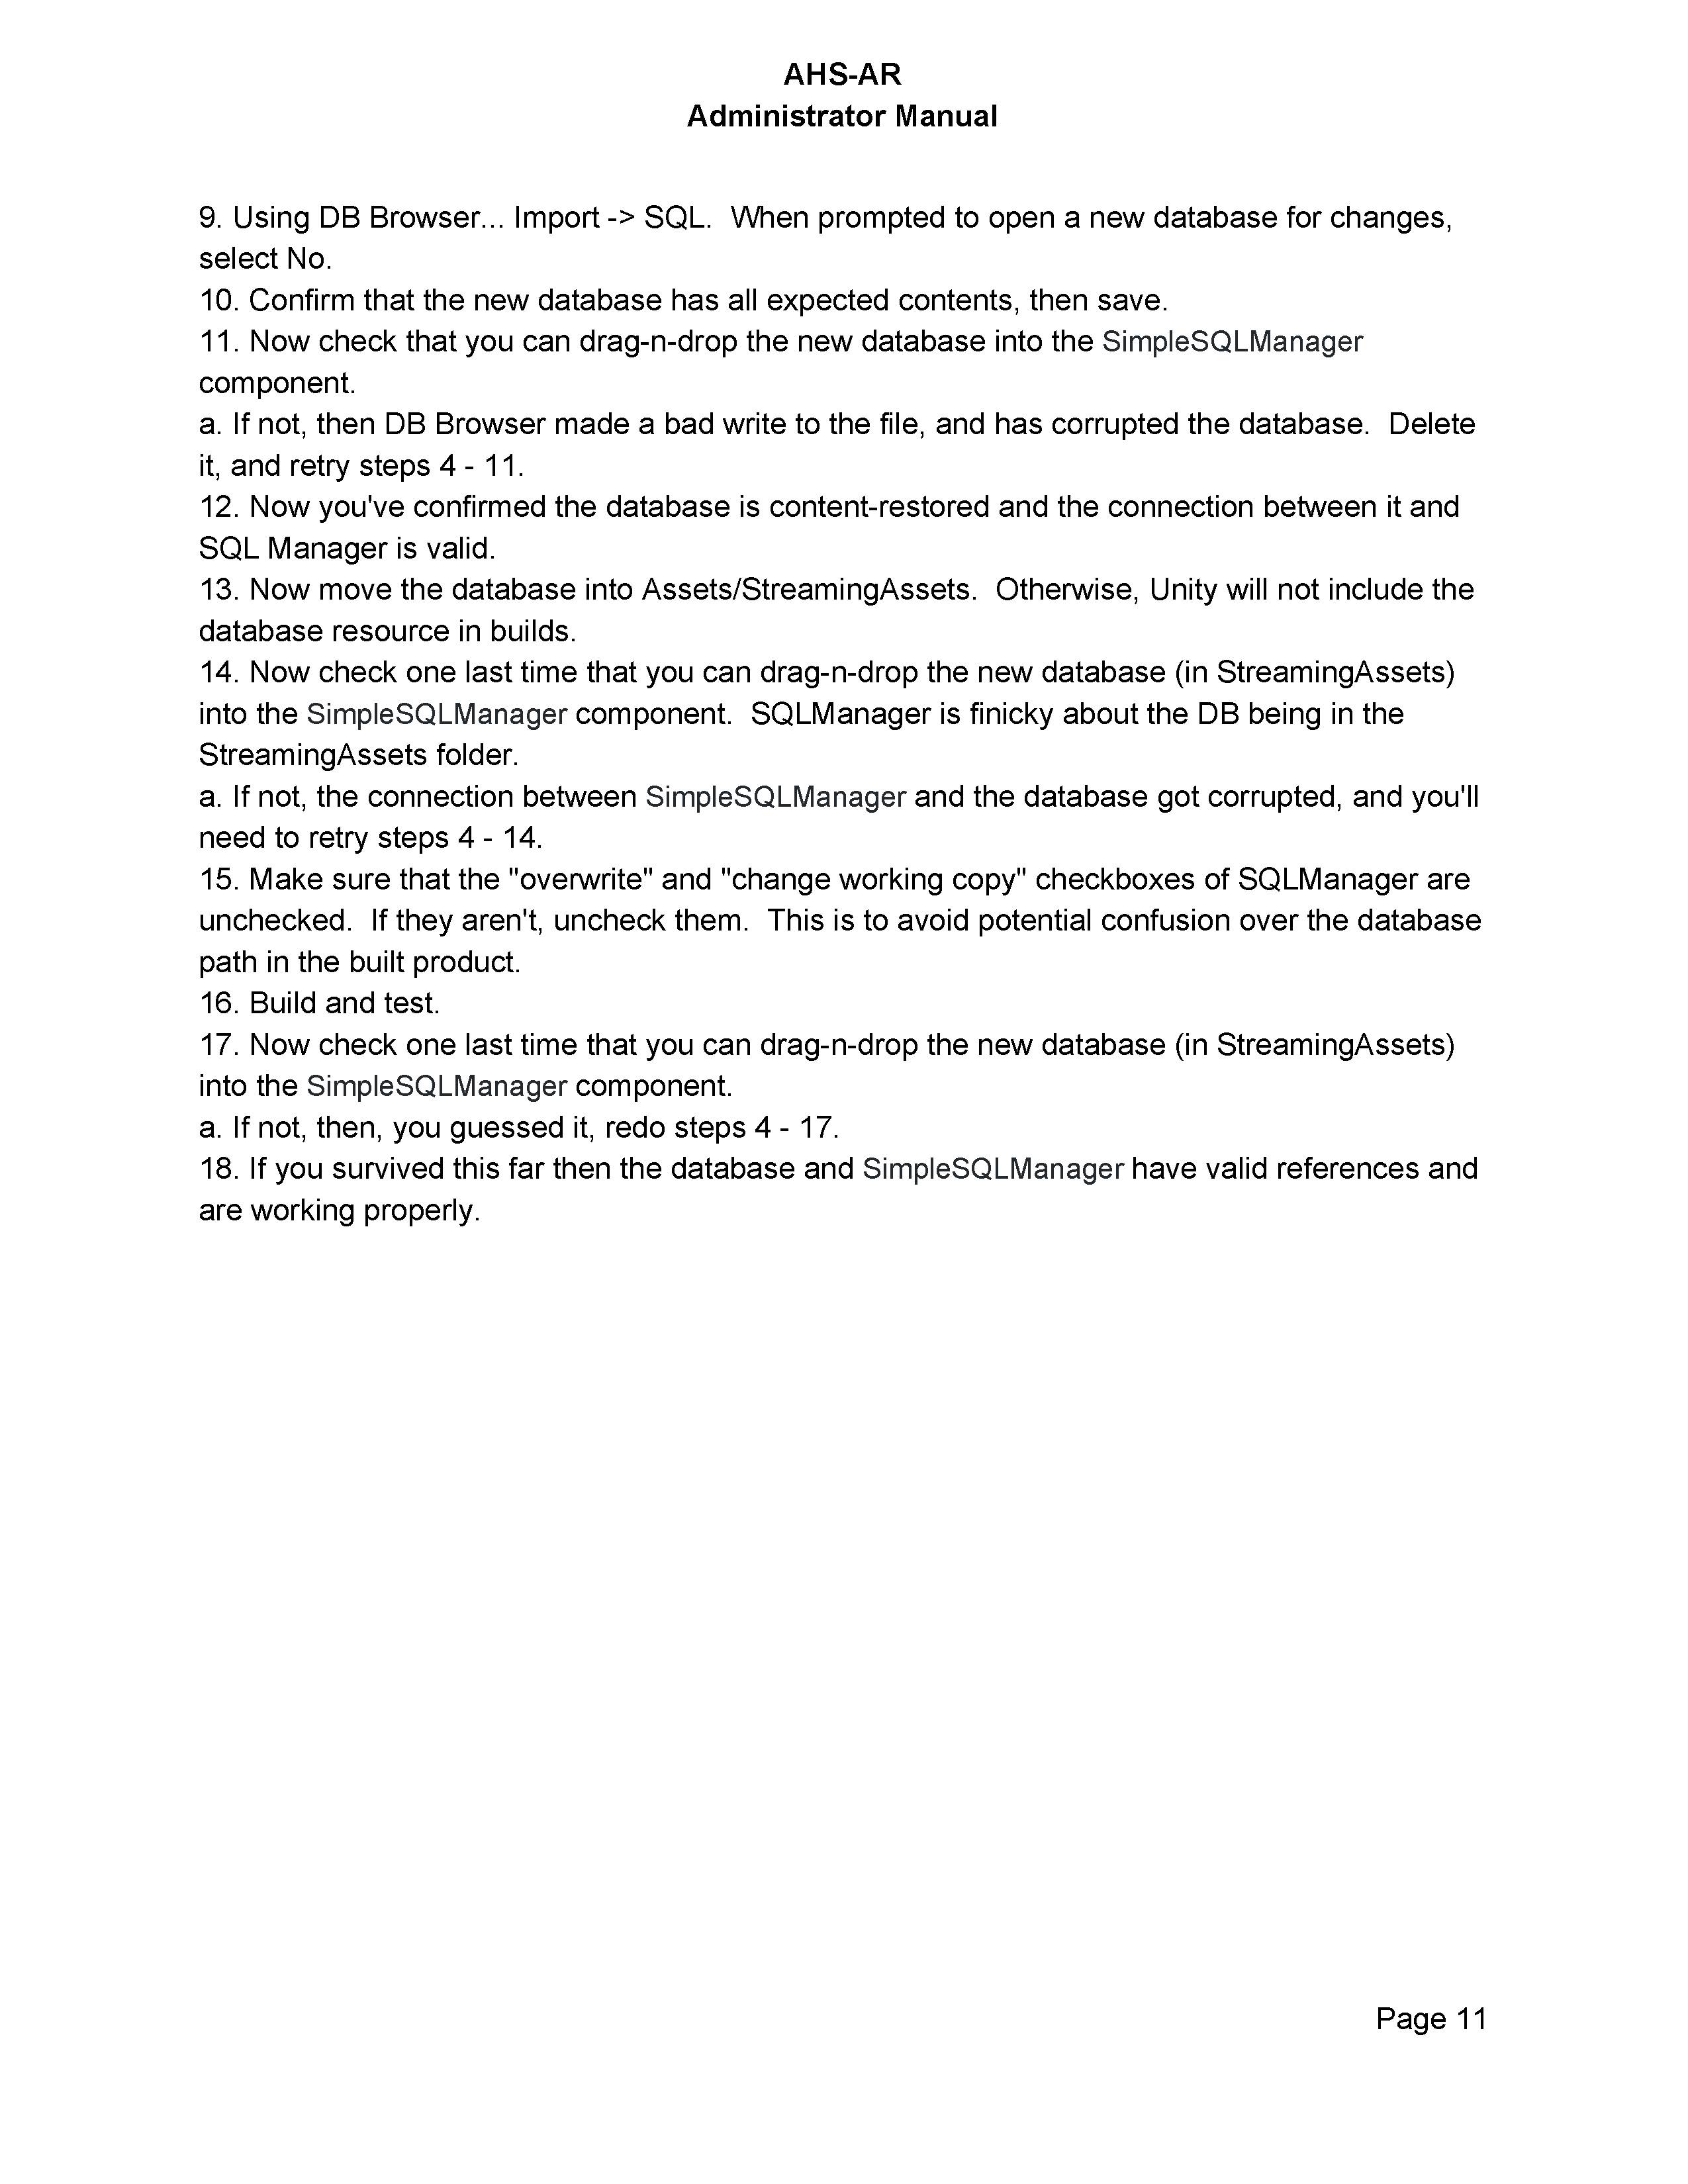 AHS-AR
Administrator Manual
9. Using DB Browser... Import -> SQL.  When prompted to open a new database for changes,
select No.
10. Confirm that the new database has all expected contents, then save.
11. Now check that you can drag-n-drop the new database into the SimpleSQLManager
component.
a. If not, then DB Browser made a bad write to the file, and has corrupted the database.  Delete
it, and retry steps 4 - 11.
12. Now you've confirmed the database is content-restored and the connection between it and
SQL Manager is valid.
13. Now move the database into Assets/StreamingAssets.  Otherwise, Unity will not include the
database resource in builds.
14. Now check one last time that you can drag-n-drop the new database (in StreamingAssets)
into the SimpleSQLManager component.  SQLManager is finicky about the DB being in the
StreamingAssets folder.
a. If not, the connection between SimpleSQLManager and the database got corrupted, and you'll
need to retry steps 4 - 14.
15. Make sure that the "overwrite" and "change working copy" checkboxes of SQLManager are
unchecked.  If they aren't, uncheck them.  This is to avoid potential confusion over the database
path in the built product.
16. Build and test.
17. Now check one last time that you can drag-n-drop the new database (in StreamingAssets)
into the SimpleSQLManager component.
a. If not, then, you guessed it, redo steps 4 - 17.
18. If you survived this far then the database and SimpleSQLManager have valid references and
are working properly.
Page 11